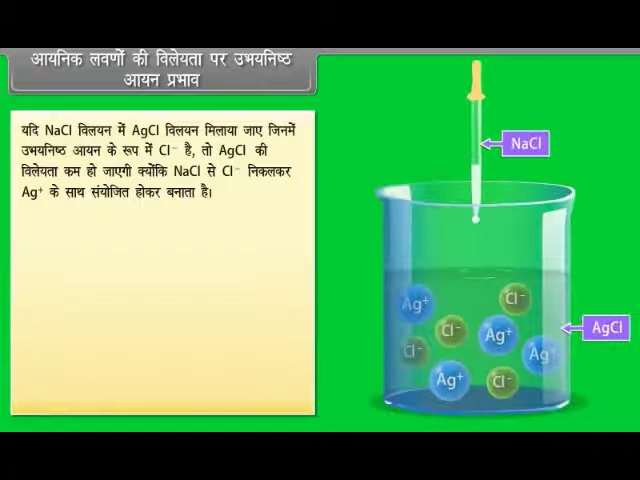 आयनिक लवणों की विलेयता पर उभयनिष्ठ
आयन प्रभाव
यदि NaCl विलयन में AgCl विलयन मिलाया जाए जिनमें
उभयनिष्ठ आयन के रूप में Cl⁻ है, तो AgCl की
विलेयता कम हो जाएगी क्योंकि NaCl से Cl⁻ निकलकर
Ag⁺ के साथ संयोजित होकर बनाता है।
NaCl
AgCl
Ag⁺
Cl⁻
Cl⁻
Ag⁺
Cl⁻
Ag⁺
Ag⁺
Cl⁻